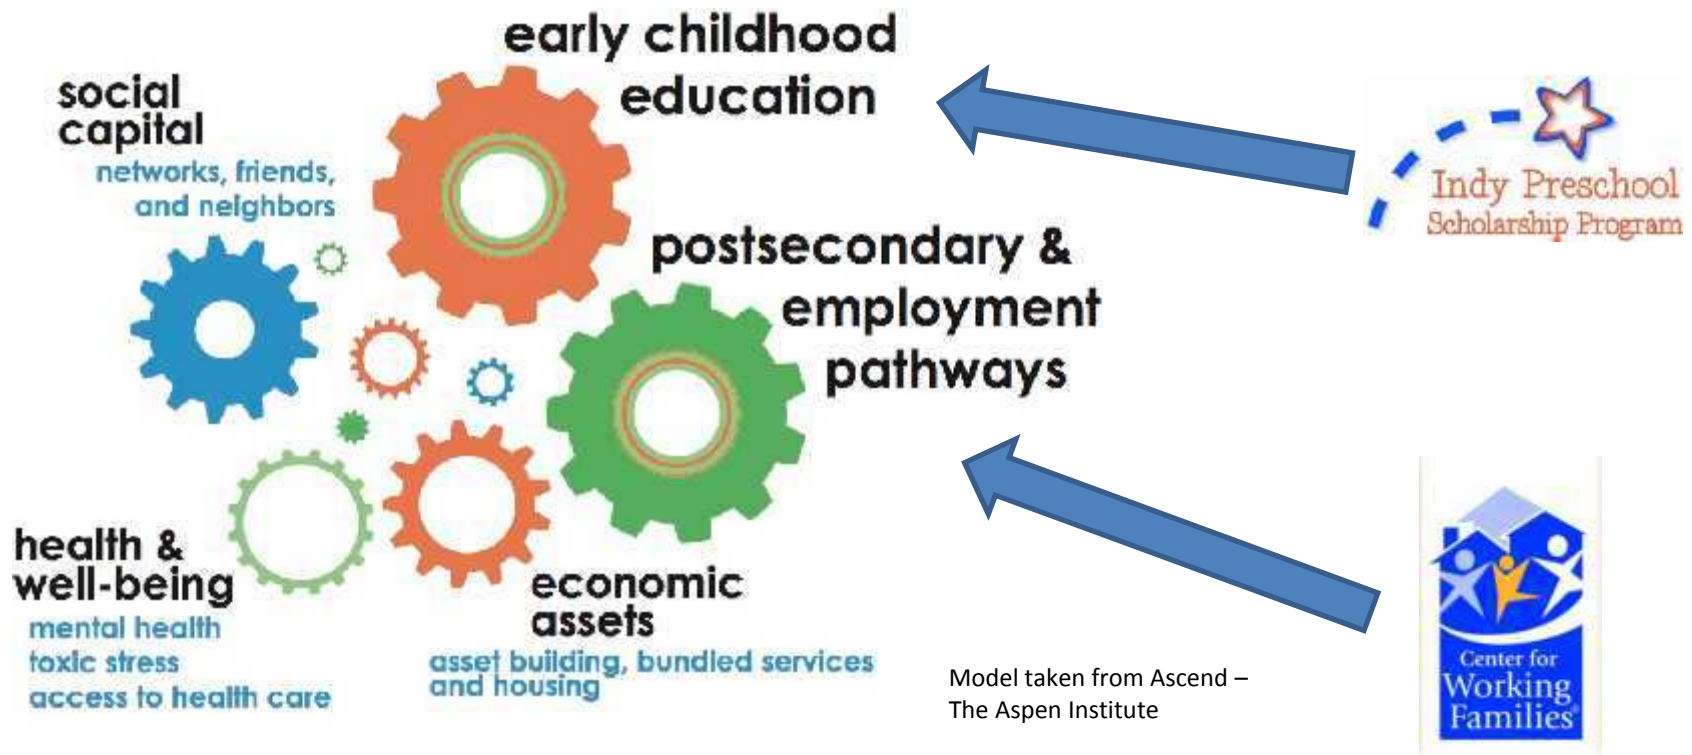 early childhood
education
social
capital
networks, friends,
and neighbors
postsecondary &
employment
pathways
health &
well-being
mental health
toxic stress
access to health care
economic
assets
asset building, bundled services
and housing
Indy Preschool
Scholarship Program
Center for
Working
Families®
Model taken from Ascend –
The Aspen Institute